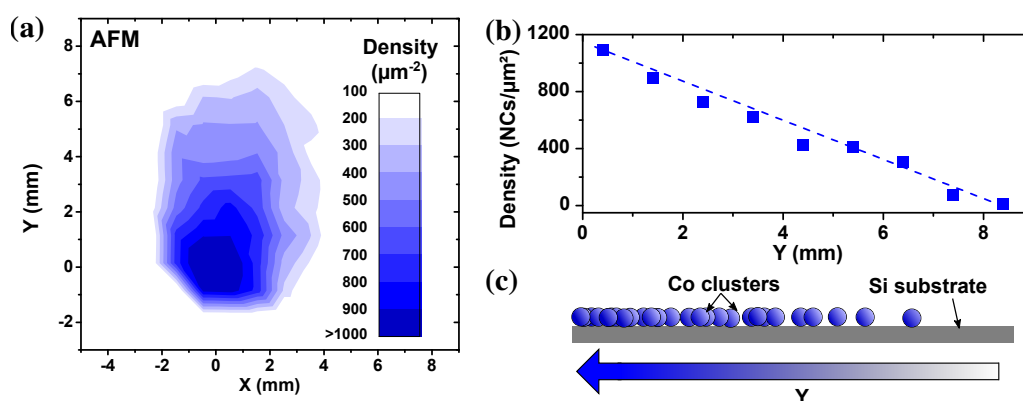 (a)
AFM
Density
(µm⁻²)
100
200
300
400
500
600
700
800
900
>1000
8
6
4
2
0
-2
Y (mm)
-4 -2 0 2 4 6 8
X (mm)
(b)
1200
800
400
0
Density (NCs/µm²)
0 2 4 6 8
Y (mm)
(c)
Co clusters
Si substrate
Y